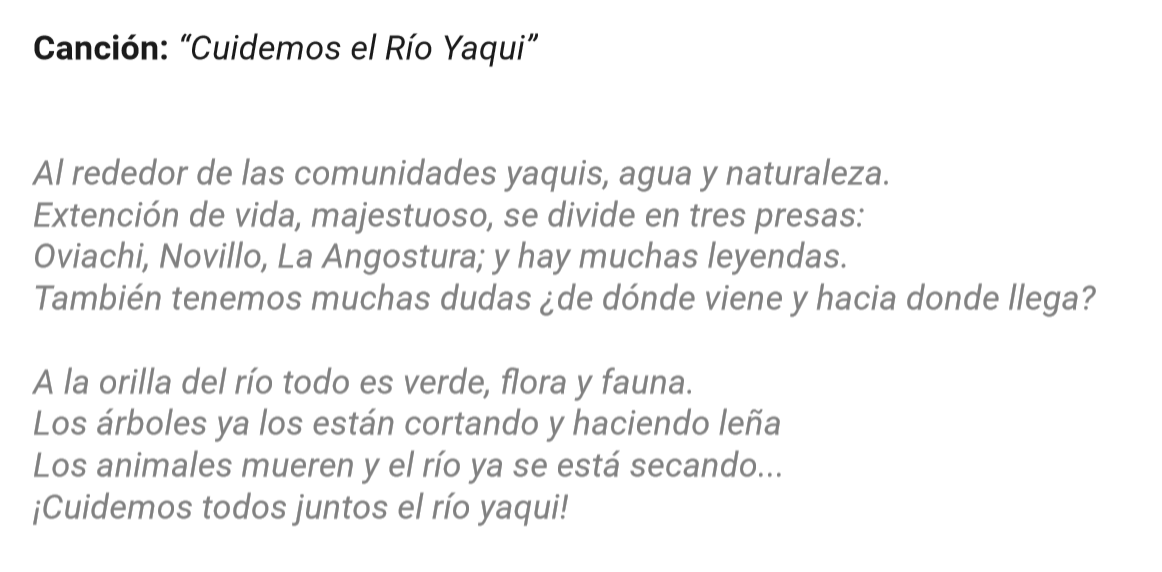 Canción: “Cuidemos el Río Yaqui”
Al rededor de las comunidades yaquis, agua y naturaleza.
Extención de vida, majestuoso, se divide en tres presas:
Oviachi, Novillo, La Angostura; y hay muchas leyendas.
También tenemos muchas dudas ¿de dónde viene y hacia donde llega?
A la orilla del río todo es verde, flora y fauna.
Los árboles ya los están cortando y haciendo leña
Los animales mueren y el río ya se está secando...
¡Cuidemos todos juntos el río yaqui!